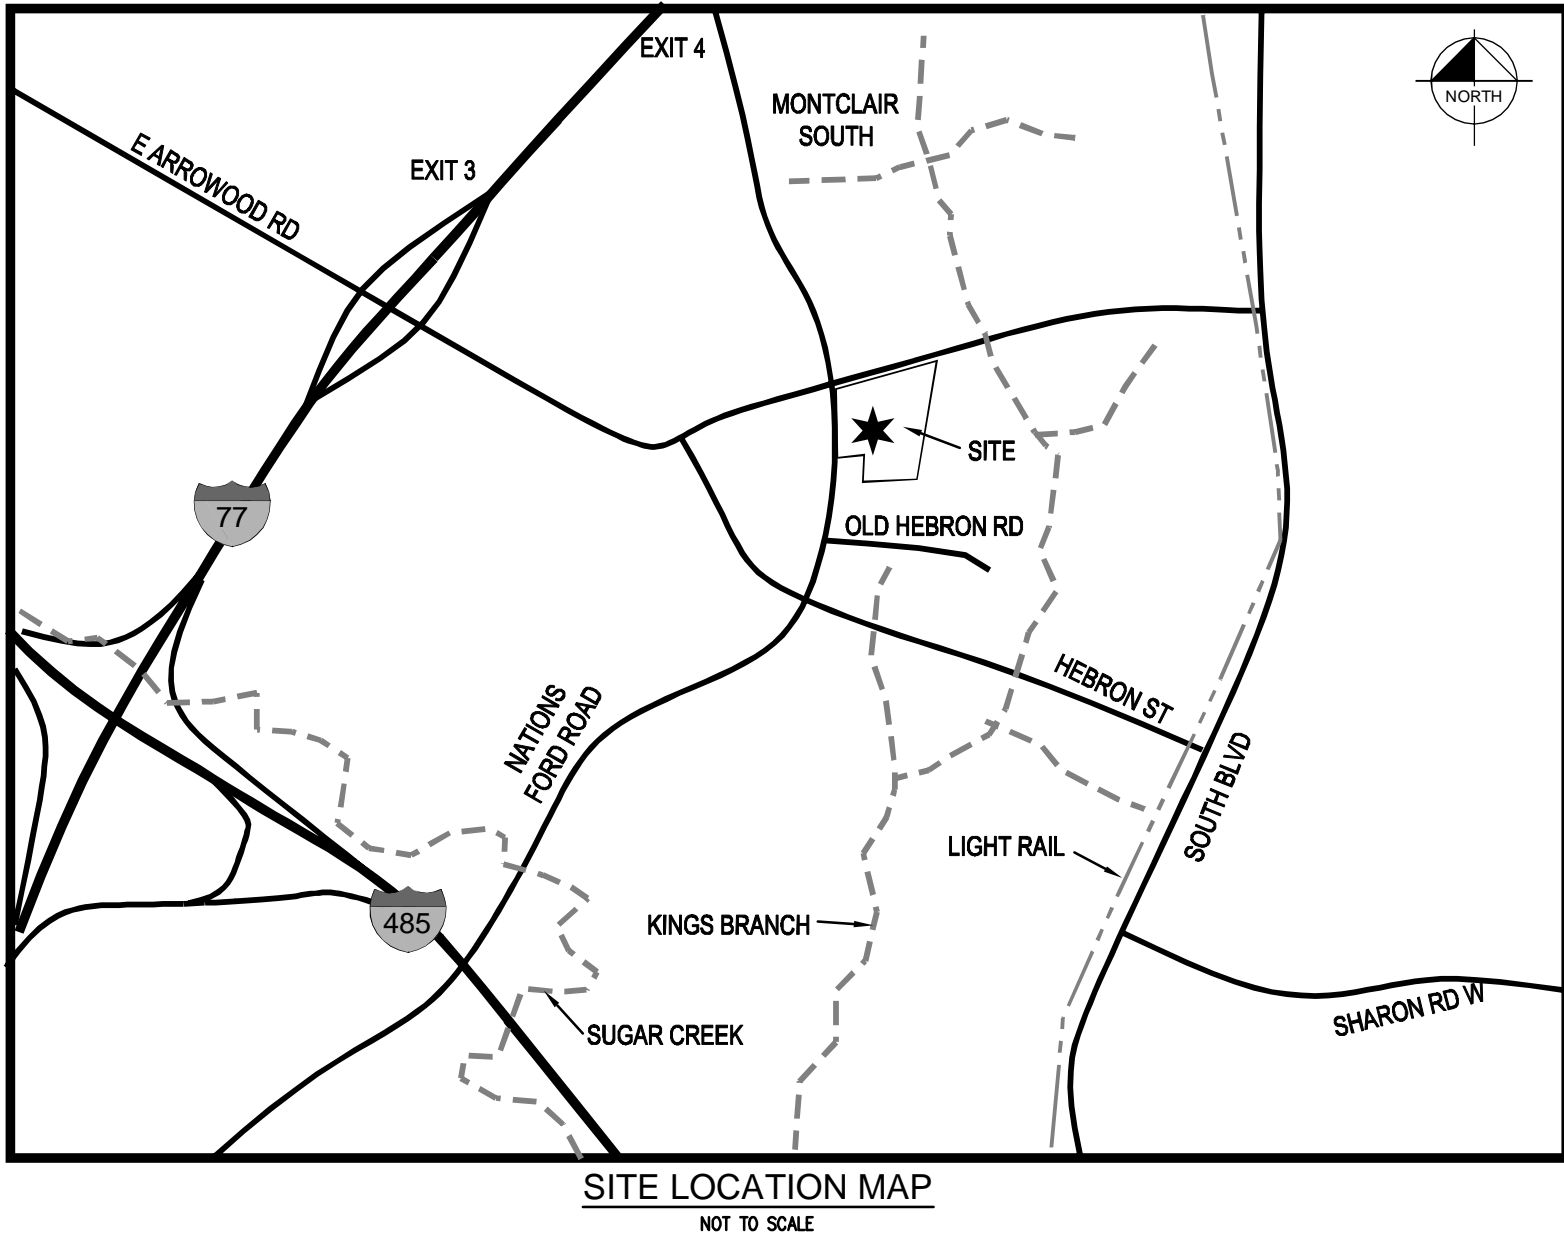 EXIT 4
MONTCLAIR
SOUTH
NORTH
E ARROWOOD RD
EXIT 3
SITE
77
OLD HEBRON RD
HEBRON ST
NATIONS
FORD ROAD
SOUTH BLVD
LIGHT RAIL
485
KINGS BRANCH
SHARON RD W
SUGAR CREEK
SITE LOCATION MAP
NOT TO SCALE